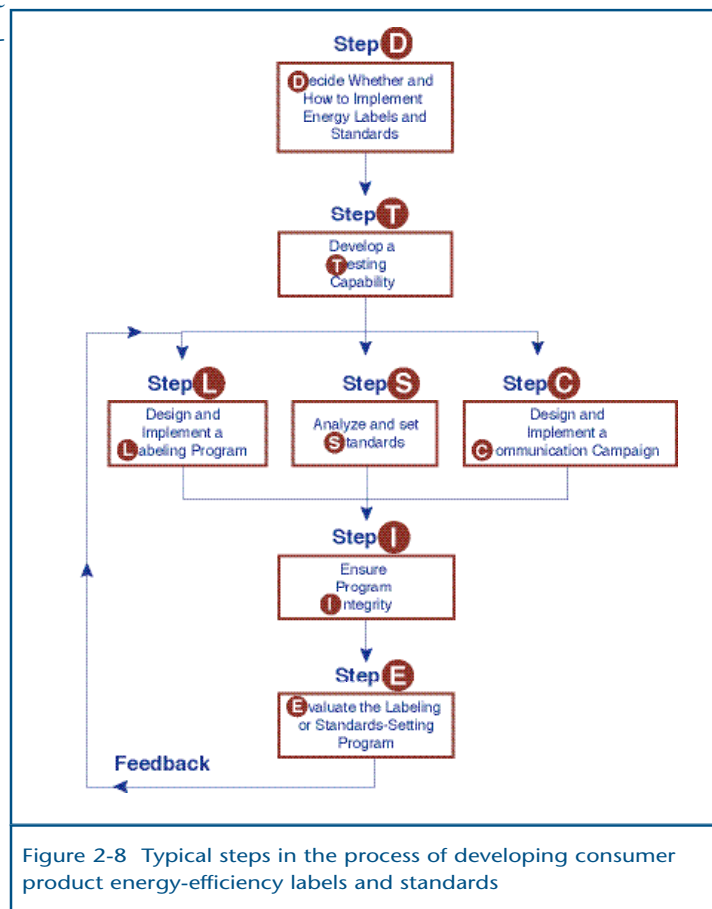 Step D
Decide Whether and
How to Implement
Energy Labels and
Standards
Step T
Develop a
Testing
Capability
Step L
Design and
Implement a
Labeling Program
Step S
Analyze and set
Standards
Step C
Design and
Implement a
Communication Campaign
Step I
Ensure
Program
Integrity
Step E
Evaluate the Labeling
or Standards-Setting
Program
Feedback
Figure 2-8 Typical steps in the process of developing consumer
product energy-efficiency labels and standards